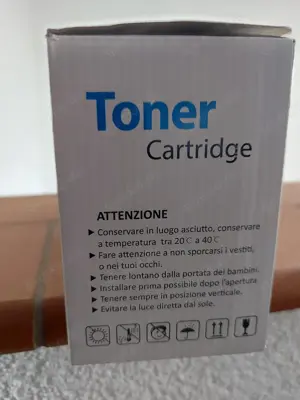 Toner
Cartridge
ATTENZIONE
▶ Conservare in luogo asciutto, conservare
a temperatura tra 20℃ a 40℃
▶ Fare attenzione a non sporcarsi i vestiti,
o nei tuoi occhi.
▶ Tenere lontano dalla portata dei bambini.
▶ Installare prima possibile dopo l'apertura.
▶ Tenere sempre in posizione verticale.
▶ Evitare la luce diretta dal sole.